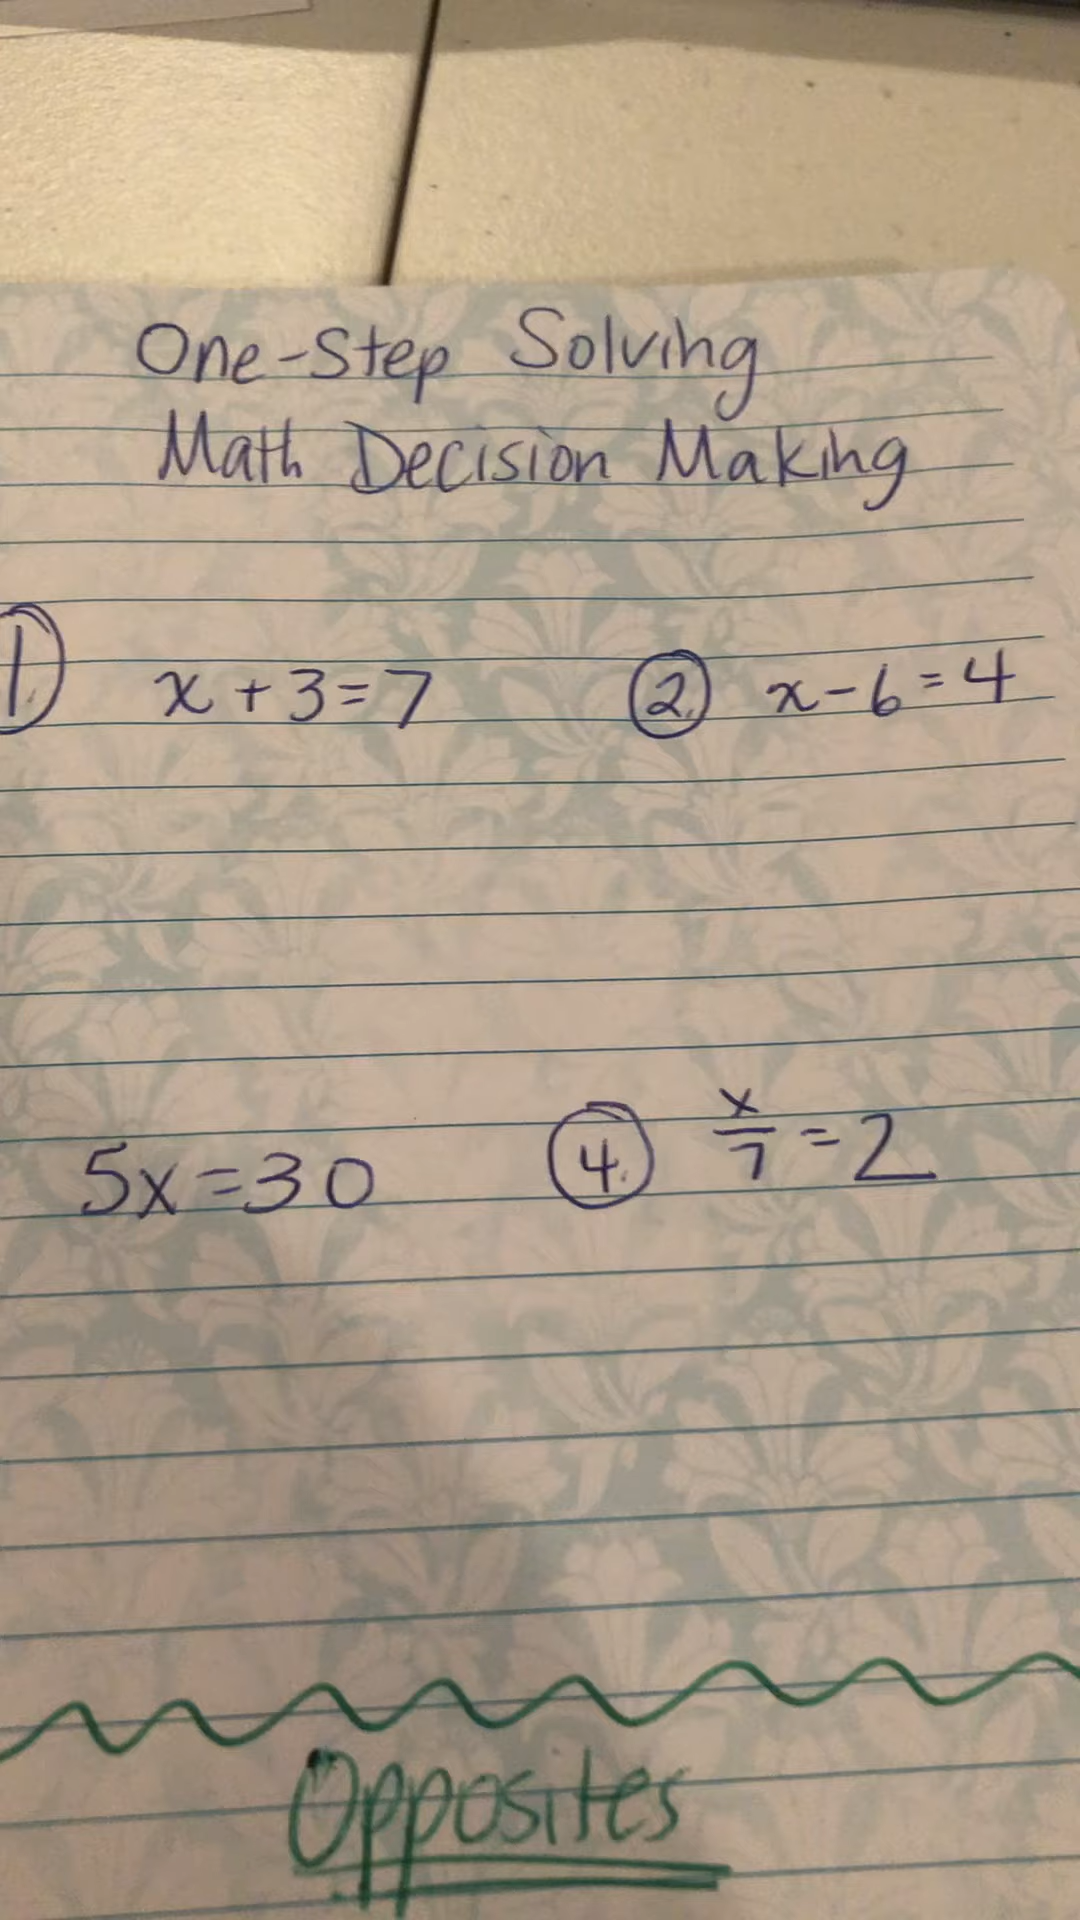 One-Step Solving
Math Decision Making
1. x + 3 = 7
2. x - 6 = 4
5x = 30
4. x/7 = 2
Opposites